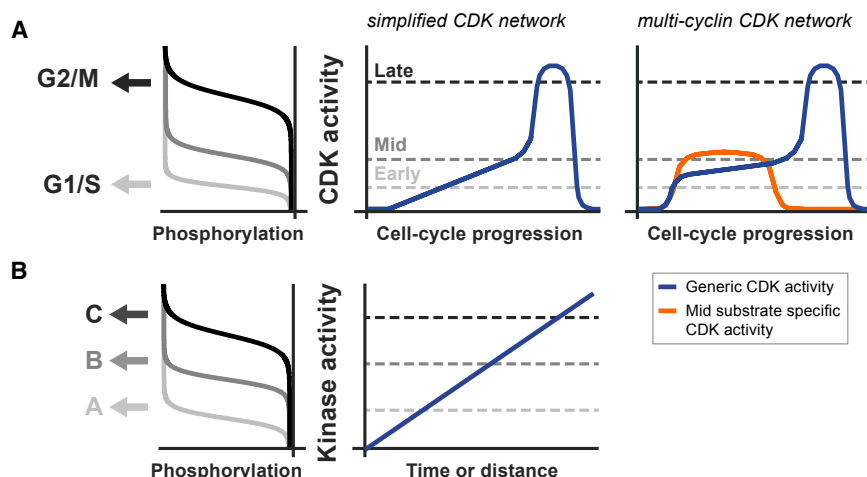 A
simplified CDK network
multi-cyclin CDK network
G2/M
G1/S
Phosphorylation
CDK activity
Late
Mid
Early
Cell-cycle progression
Cell-cycle progression
B
C
B
A
Phosphorylation
Kinase activity
Time or distance
Generic CDK activity
Mid substrate specific
CDK activity